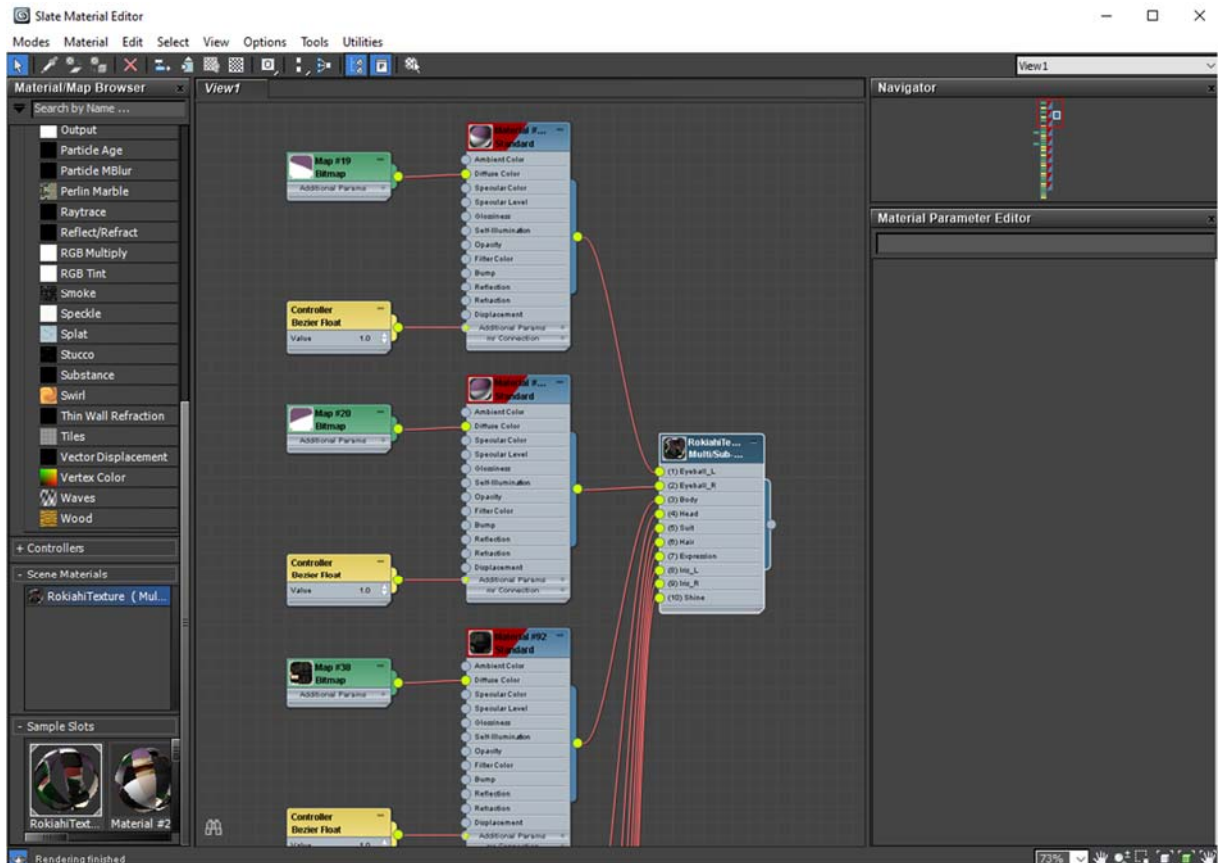 Slate Material Editor
Modes Material Edit Select View Options Tools Utilities
View1
Material/Map Browser
Search by Name ...
Output
Particle Age
Particle MBlur
Perlin Marble
Raytrace
Reflect/Refract
RGB Multiply
RGB Tint
Smoke
Speckle
Splat
Stucco
Substance
Swirl
Thin Wall Refraction
Tiles
Vector Displacement
Vertex Color
Waves
Wood
+ Controllers
- Scene Materials
RokiahiTexture ( Mul...
- Sample Slots
RokiahiText... Material #2
Rendering finished
View1
Map #19
Bitmap
Additional Params
Controller
Bezier Float
Value 1.0
Material #...
Standard
Ambient Color
Diffuse Color
Specular Color
Specular Level
Glossiness
Self-Illumination
Opacity
Filter Color
Bump
Reflection
Refraction
Displacement
Additional Params
mr Connection
Map #20
Bitmap
Additional Params
Controller
Bezier Float
Value 1.0
Material #...
Standard
Ambient Color
Diffuse Color
Specular Color
Specular Level
Glossiness
Self-Illumination
Opacity
Filter Color
Bump
Reflection
Refraction
Displacement
Additional Params
mr Connection
Map #38
Bitmap
Additional Params
Controller
Bezier Float
Value 1.0
Material #92
Standard
Ambient Color
Diffuse Color
Specular Color
Specular Level
Glossiness
Self-Illumination
Opacity
Filter Color
Bump
Reflection
Refraction
Displacement
Additional Params
RokiahiTe...
Multi/Sub-...
(1) Eyeball_L
(2) Eyeball_R
(3) Body
(4) Head
(5) Suit
(6) Hair
(7) Expression
(8) Iris_L
(9) Iris_R
(10) Shine
Navigator
Material Parameter Editor
73%